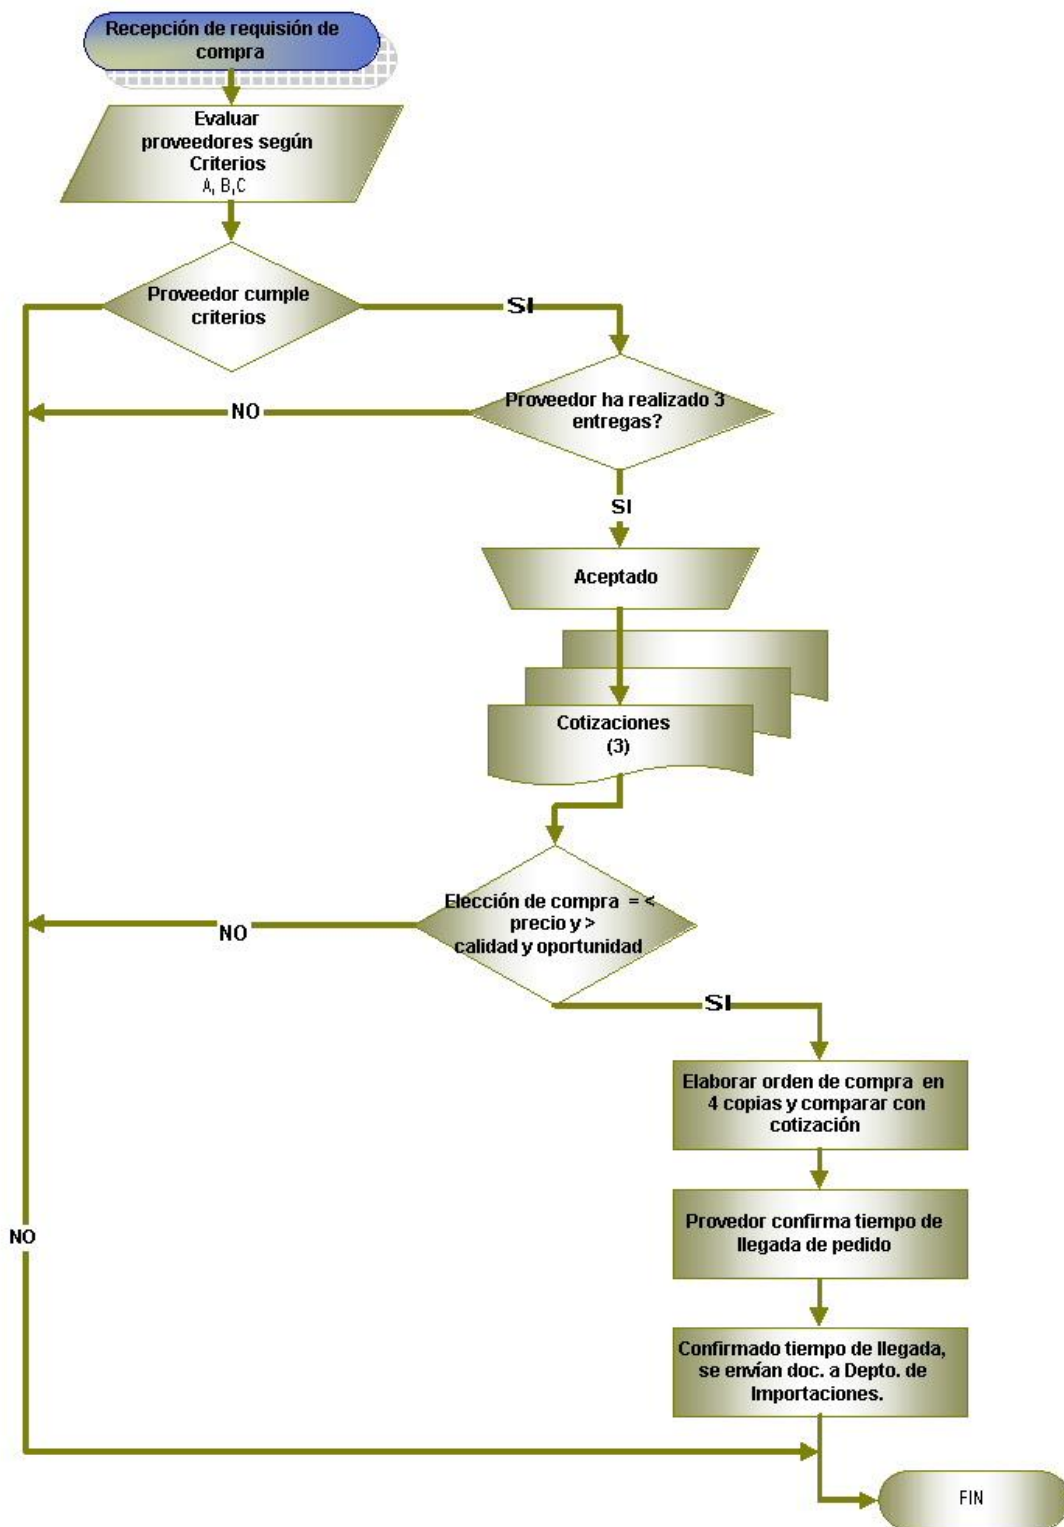 Recepción de requisión de
compra
Evaluar
proveedores según
Criterios
A, B,C
Proveedor cumple
criterios
SI
Proveedor ha realizado 3
entregas?
NO
SI
Aceptado
Cotizaciones
(3)
Elección de compra = <
precio y >
calidad y oportunidad
NO
SI
Elaborar orden de compra en
4 copias y comparar con
cotización
Provedor confirma tiempo de
llegada de pedido
NO
Confirmado tiempo de llegada,
se envían doc. a Depto. de
Importaciones.
FIN